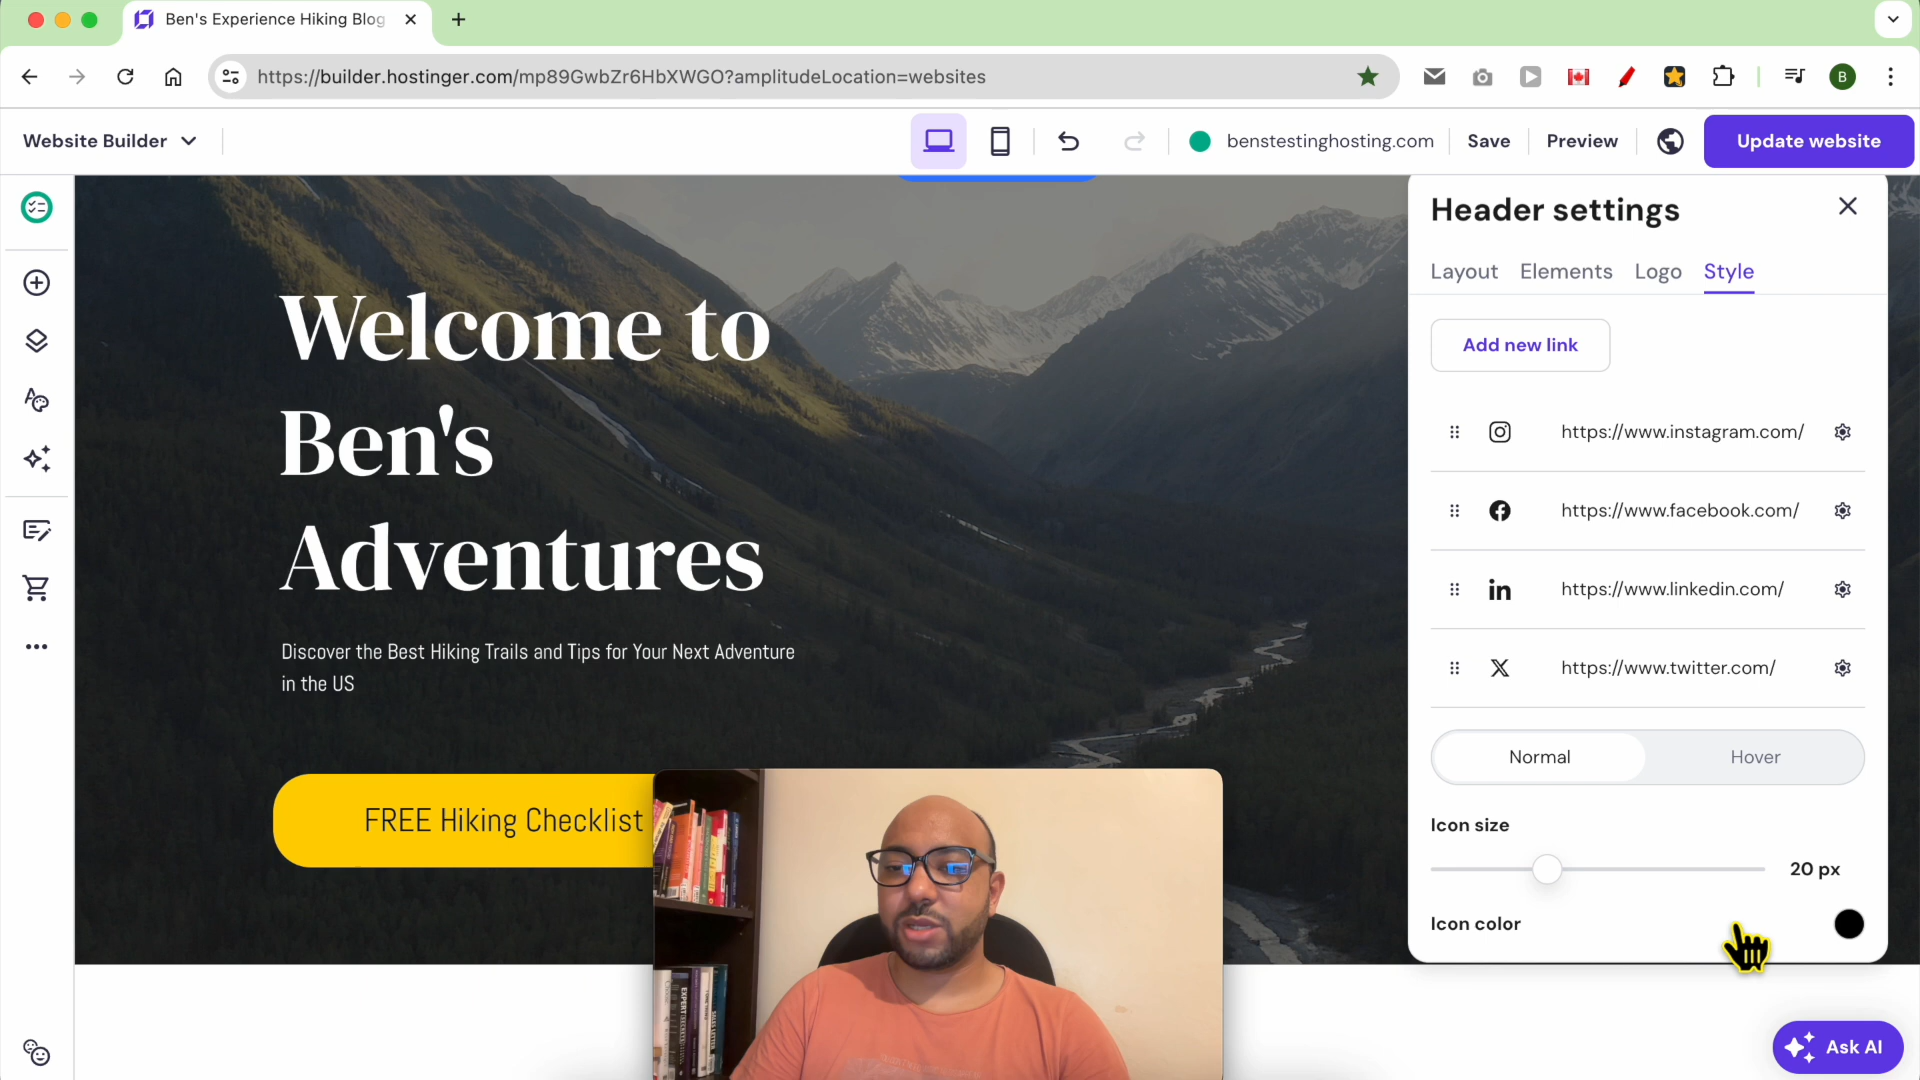 Ben's Experience Hiking Blog
https://builder.hostinger.com/mp89GwbZr6HbXWGO?amplitudeLocation=websites
B
Website Builder
benstestinghosting.com
Save
Preview
Update website
Welcome to
Ben's
Adventures
Discover the Best Hiking Trails and Tips for Your Next Adventure
in the US
FREE Hiking Checklist
Header settings
Layout
Elements
Logo
Style
Add new link
https://www.instagram.com/
https://www.facebook.com/
https://www.linkedin.com/
https://www.twitter.com/
Normal
Hover
Icon size
20 px
Icon color
Ask AI
EXPERT